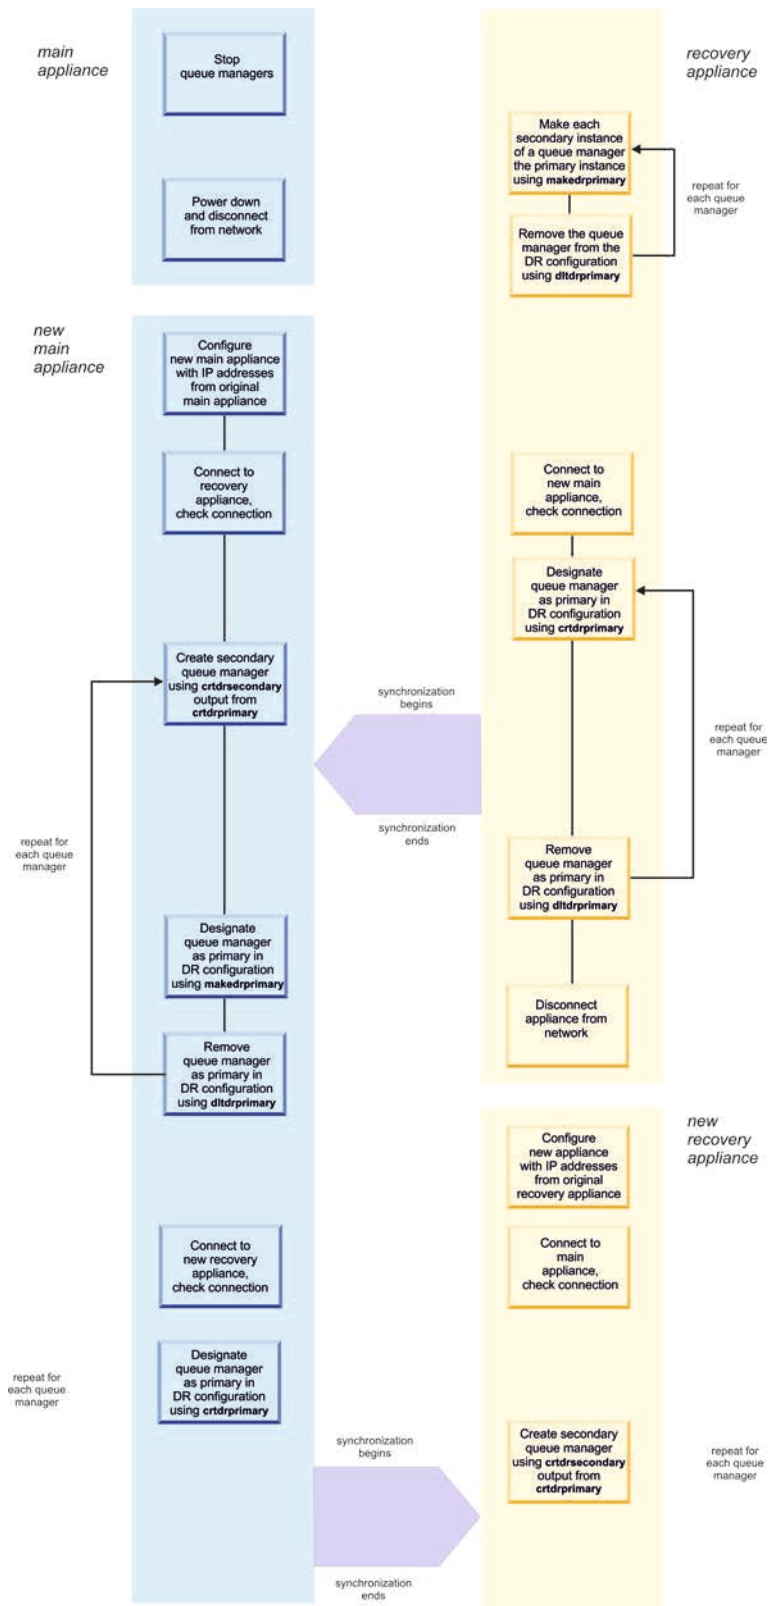 main
appliance
Stop
queue managers
recovery
appliance
Make each
secondary instance
of a queue manager
the primary instance
using makedrprimary
repeat for
each queue
manager
Power down
and disconnect
from network
Remove the queue
manager from the
DR configuration
using dltdrprimary
new
main
appliance
Configure
new main appliance
with IP addresses
from original
main appliance
Connect to
recovery
appliance,
check connection
Connect to
new main
appliance,
check connection
Designate
queue manager
as primary in
DR configuration
using crtdrprimary
Create secondary
queue manager
using crtdrsecondary
output from
crtdrprimary
synchronization
begins
repeat for
each queue
manager
synchronization
ends
repeat for
each queue
manager
Remove
queue manager
as primary in
DR configuration
using dltdrprimary
Designate
queue manager
as primary in
DR configuration
using makedrprimary
Disconnect
appliance from
network
Remove
queue manager
as primary in
DR configuration
using dltdrprimary
new
recovery
appliance
Configure
new appliance
with IP addresses
from original
recovery appliance
Connect to
new recovery
appliance,
check connection
Connect to
main
appliance,
check connection
repeat for
each queue
manager
Designate
queue manager
as primary in
DR configuration
using crtdrprimary
synchronization
begins
Create secondary
queue manager
using crtdrsecondary
output from
crtdrprimary
repeat for
each queue
manager
synchronization
ends